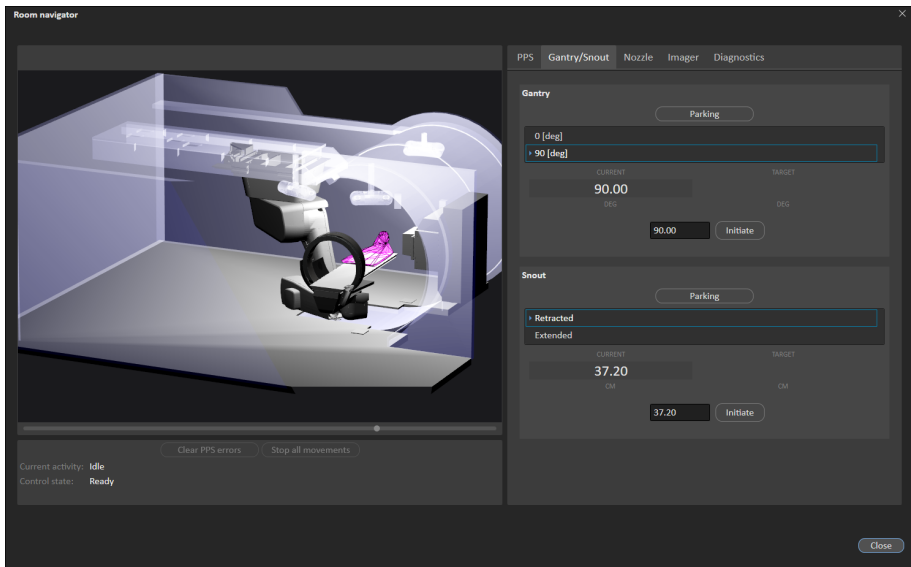 Room navigator
PPS Gantry/Snout Nozzle Imager Diagnostics
Gantry
Parking
0 [deg]
90 [deg]
CURRENT TARGET
90.00
DEG DEG
90.00 Initiate
Snout
Parking
Retracted
Extended
CURRENT TARGET
37.20
CM CM
37.20 Initiate
Clear PPS errors Stop all movements
Current activity: Idle
Control state: Ready
Close